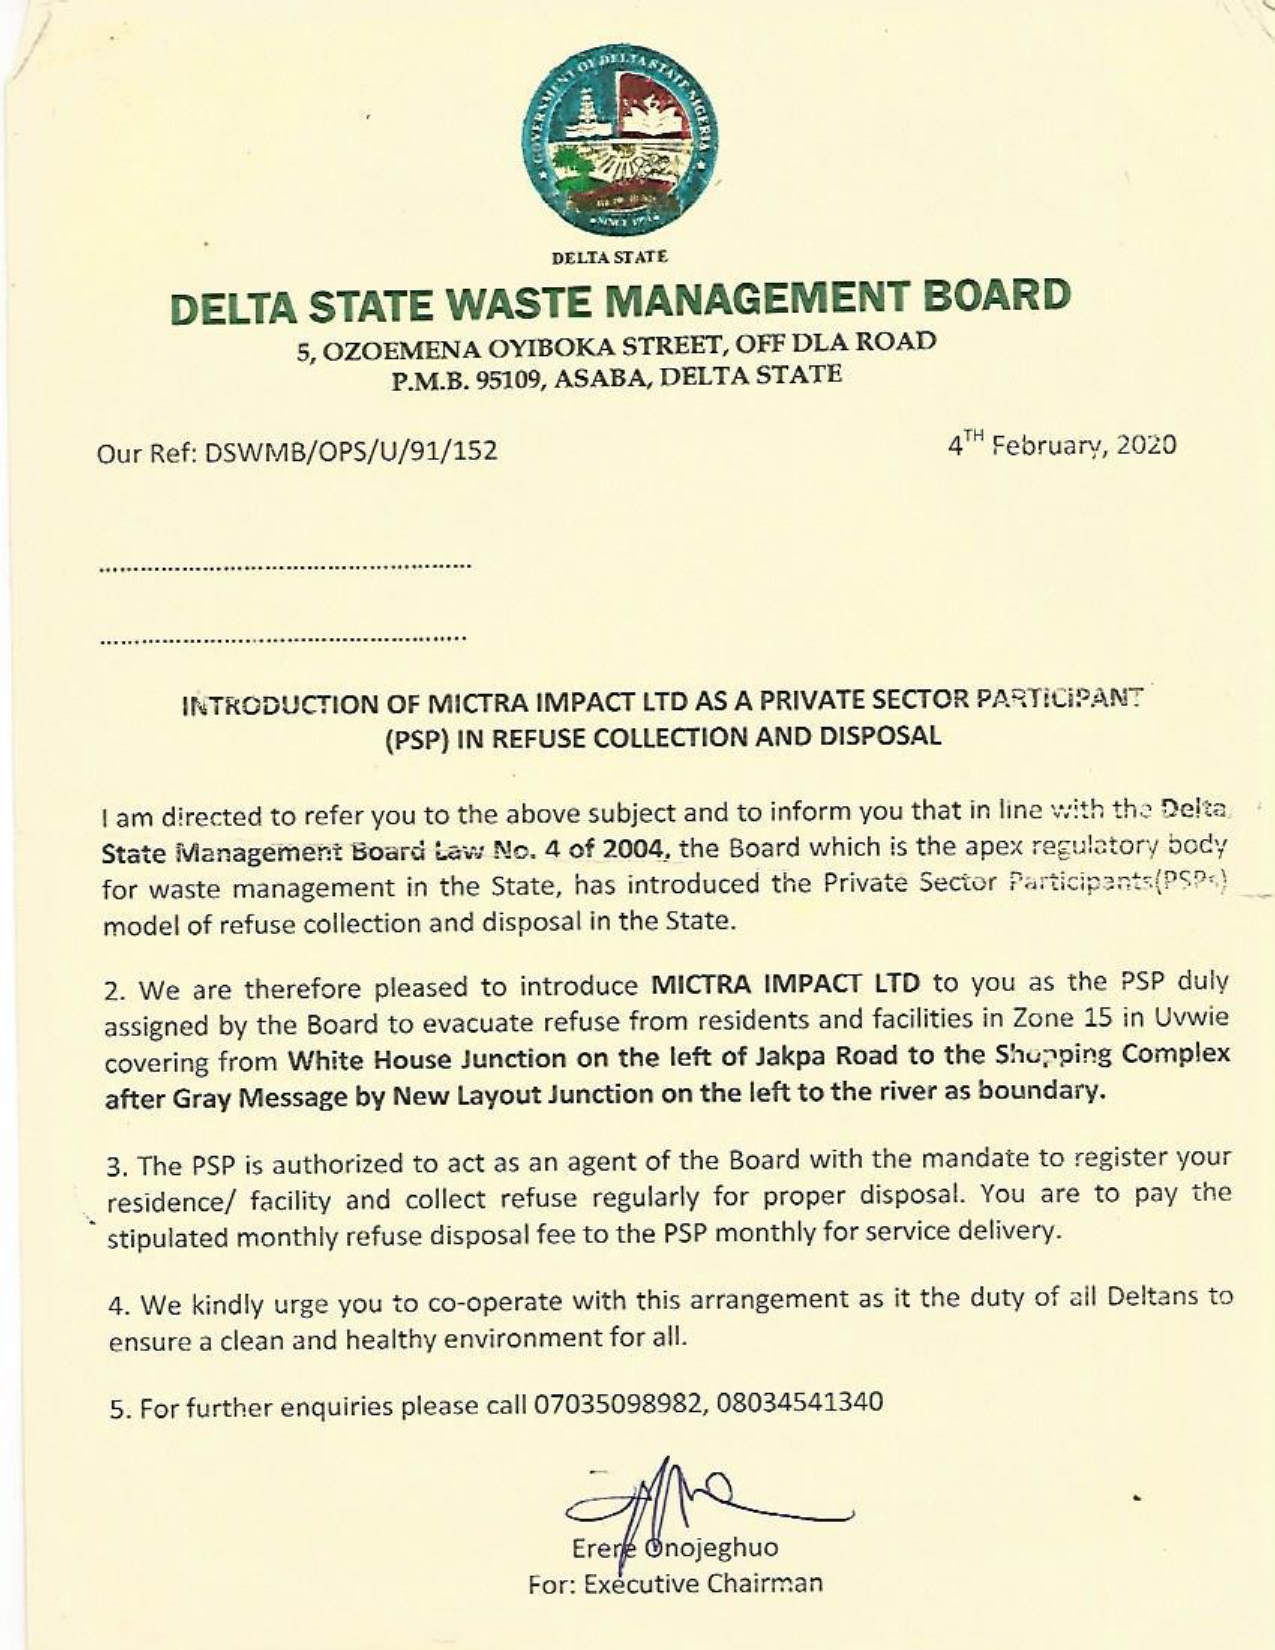 GOVERNMENT OF DELTA STATE NIGERIA
SINCE 1991
DELTA STATE
DELTA STATE WASTE MANAGEMENT BOARD
5, OZOEMENA OYIBOKA STREET, OFF DLA ROAD
P.M.B. 95109, ASABA, DELTA STATE
Our Ref: DSWMB/OPS/U/91/152 4TH February, 2020
INTRODUCTION OF MICTRA IMPACT LTD AS A PRIVATE SECTOR PARTICIPANT
(PSP) IN REFUSE COLLECTION AND DISPOSAL
I am directed to refer you to the above subject and to inform you that in line with the Delta
State Management Board Law No. 4 of 2004, the Board which is the apex regulatory body
for waste management in the State, has introduced the Private Sector Participants(PSPs)
model of refuse collection and disposal in the State.
2. We are therefore pleased to introduce MICTRA IMPACT LTD to you as the PSP duly
assigned by the Board to evacuate refuse from residents and facilities in Zone 15 in Uvwie
covering from White House Junction on the left of Jakpa Road to the Shopping Complex
after Gray Message by New Layout Junction on the left to the river as boundary.
3. The PSP is authorized to act as an agent of the Board with the mandate to register your
residence/ facility and collect refuse regularly for proper disposal. You are to pay the
stipulated monthly refuse disposal fee to the PSP monthly for service delivery.
4. We kindly urge you to co-operate with this arrangement as it the duty of all Deltans to
ensure a clean and healthy environment for all.
5. For further enquiries please call 07035098982, 08034541340
Erere Onojeghuo
For: Executive Chairman